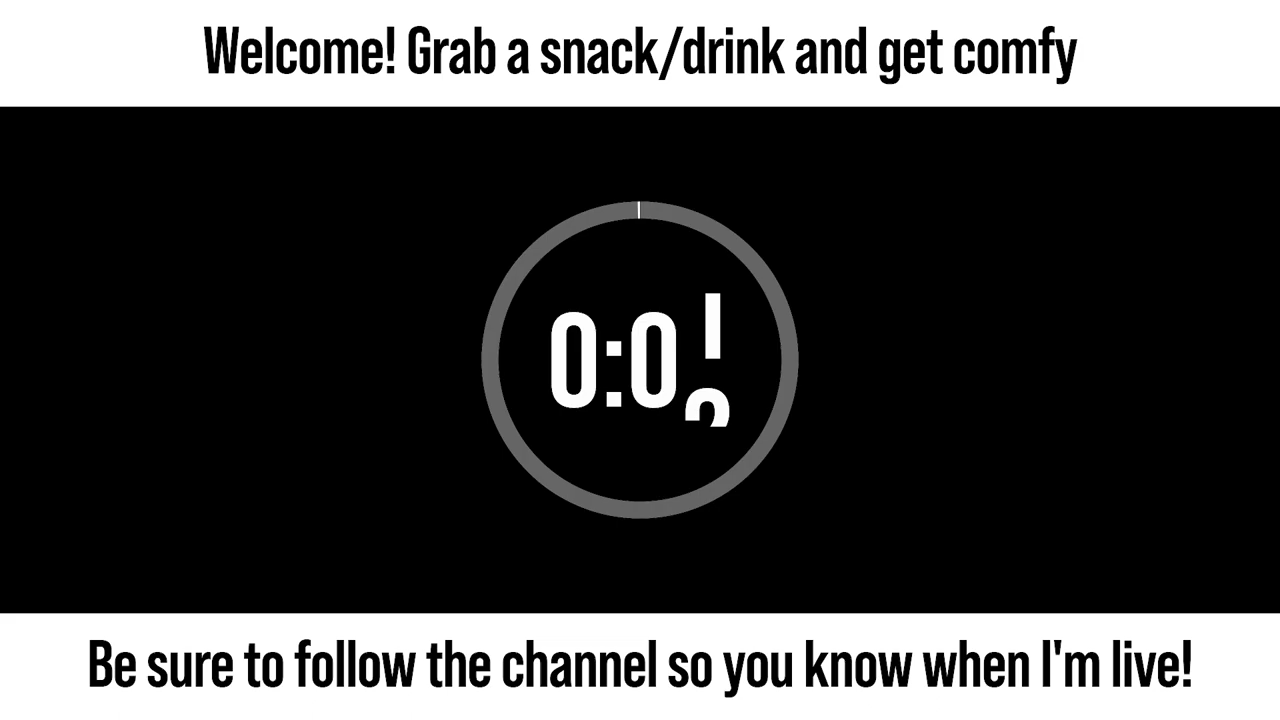 Welcome! Grab a snack/drink and get comfy
0:0
Be sure to follow the channel so you know when I'm live!